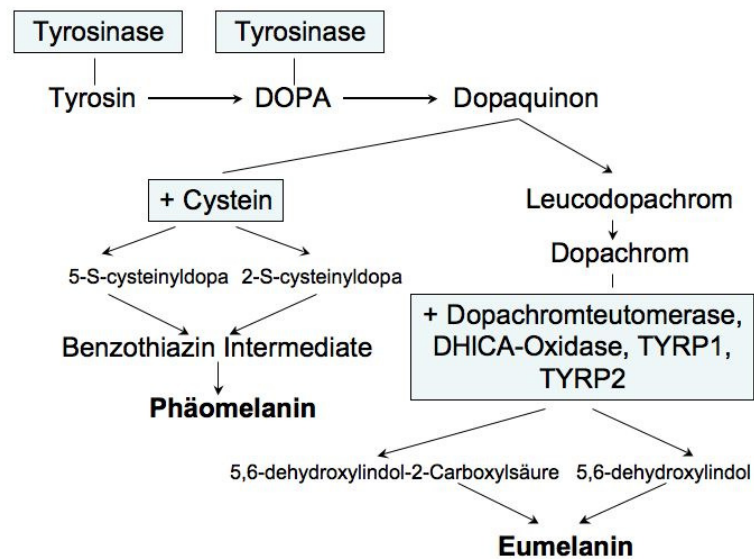 Tyrosinase
Tyrosinase
Tyrosin
DOPA
Dopaquinon
+ Cystein
Leucodopachrom
Dopachrom
5-S-cysteinyldopa
2-S-cysteinyldopa
+ Dopachromteutomerase,
DHICA-Oxidase, TYRP1,
TYRP2
Benzothiazin Intermediate
Phäomelanin
5,6-dehydroxylindol-2-Carboxylsäure
5,6-dehydroxylindol
Eumelanin